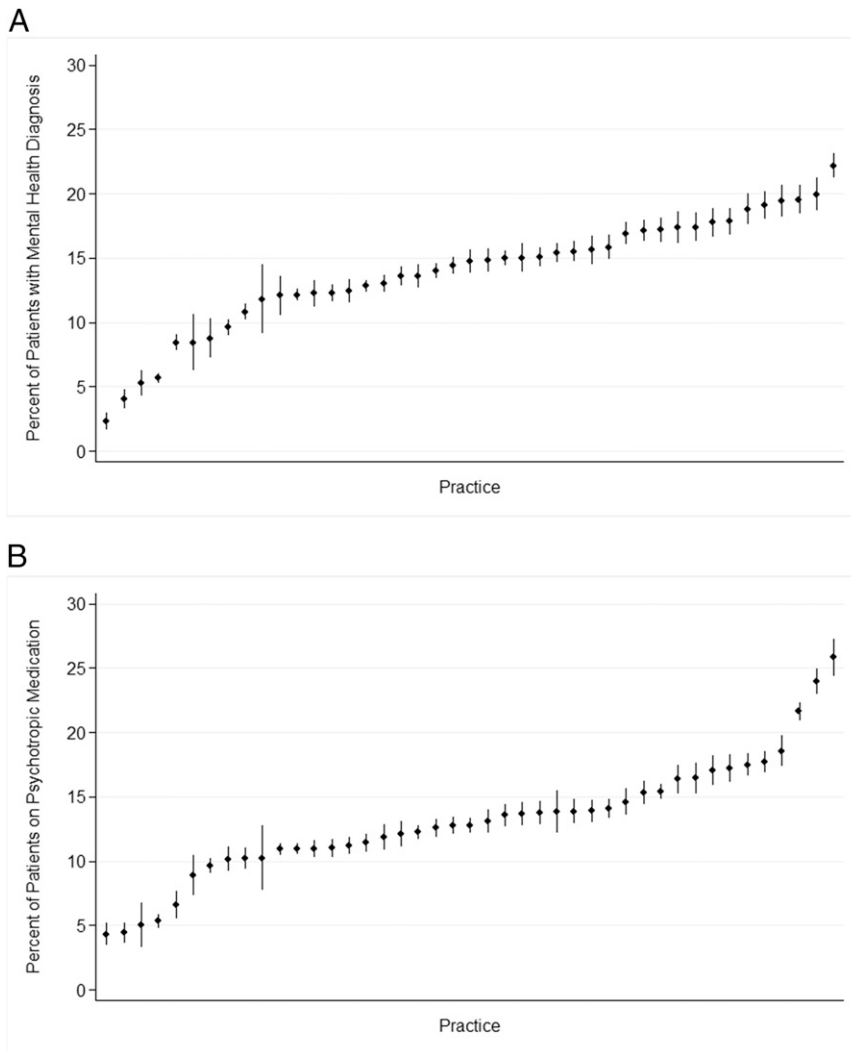 A
Percent of Patients with Mental Health Diagnosis
30
25
20
15
10
5
0
Practice
B
Percent of Patients on Psychotropic Medication
30
25
20
15
10
5
0
Practice